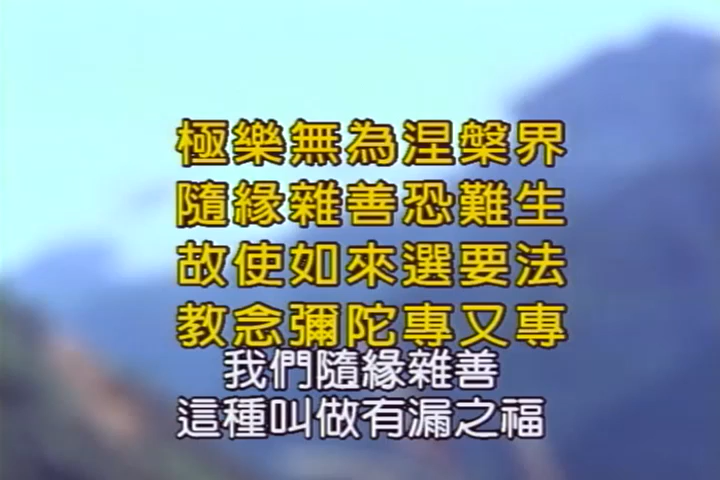 極樂無為涅槃界
隨緣雜善恐難生
故使如來選要法
教念彌陀專又專
我們隨緣雜善
這種叫做有漏之福